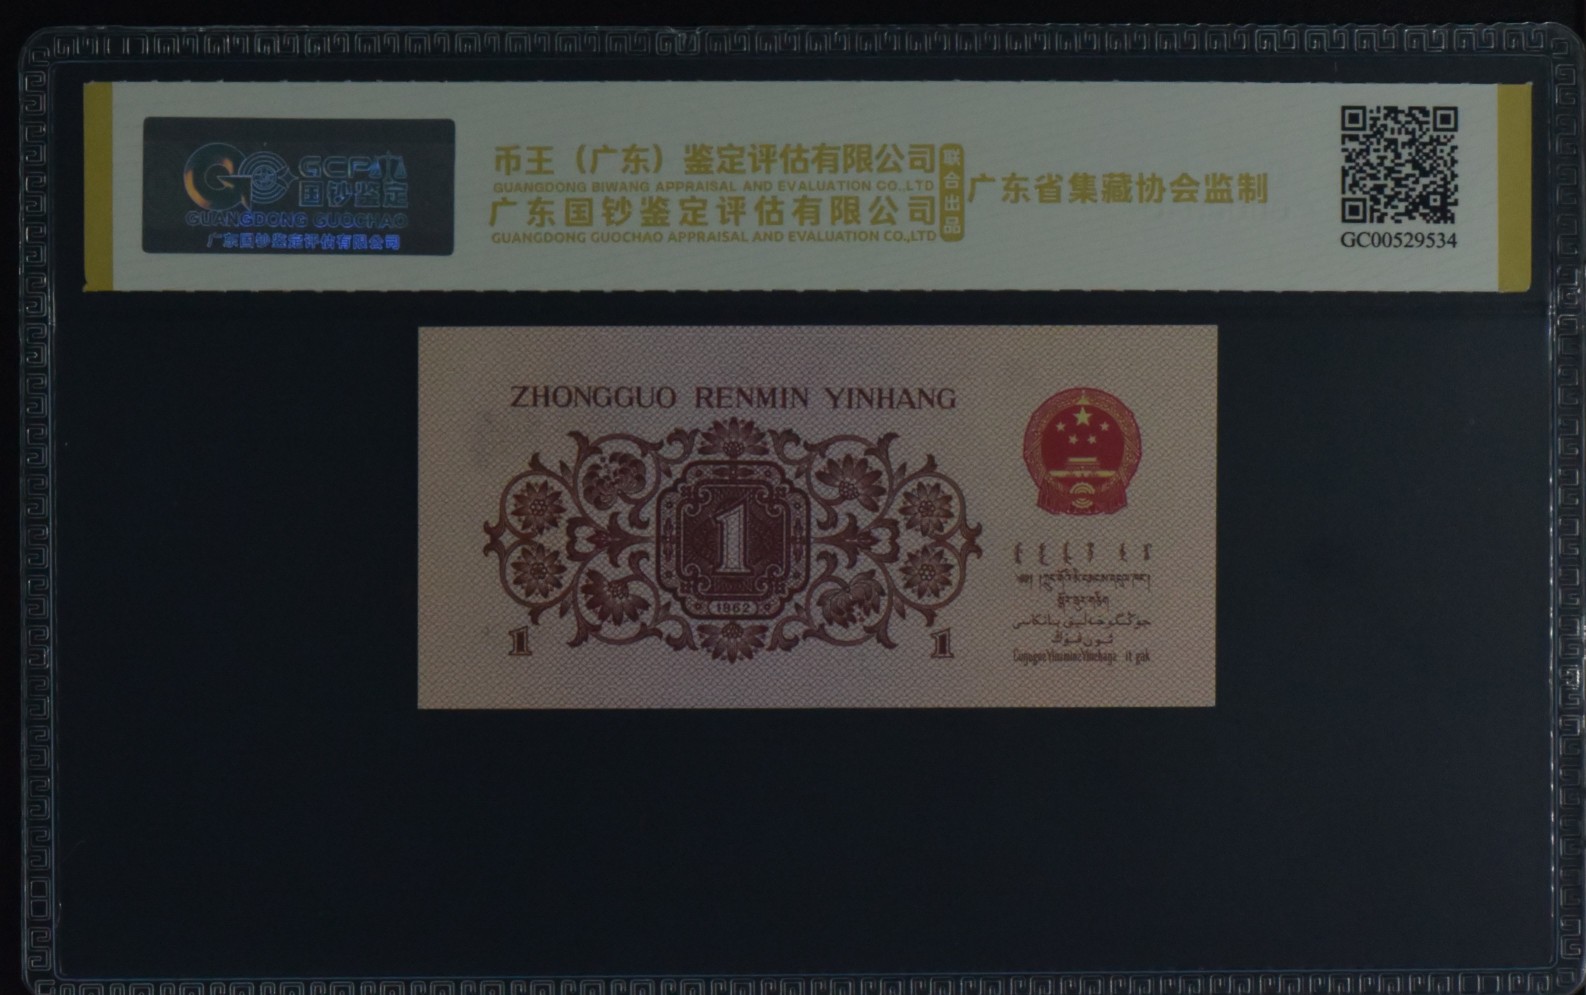 GCP
国钞鉴定
GUANGDONG GUOCHAO
广东国钞鉴定评估有限公司
币王（广东）鉴定评估有限公司
GUANGDONG BIWANG APPRAISAL AND EVALUATION CO.,LTD
广东国钞鉴定评估有限公司
GUANGDONG GUOCHAO APPRAISAL AND EVALUATION CO.,LTD
联合出品
广东省集藏协会监制
GC00529534
ZHONGGUO RENMIN YINHANG
1
1962
1
1